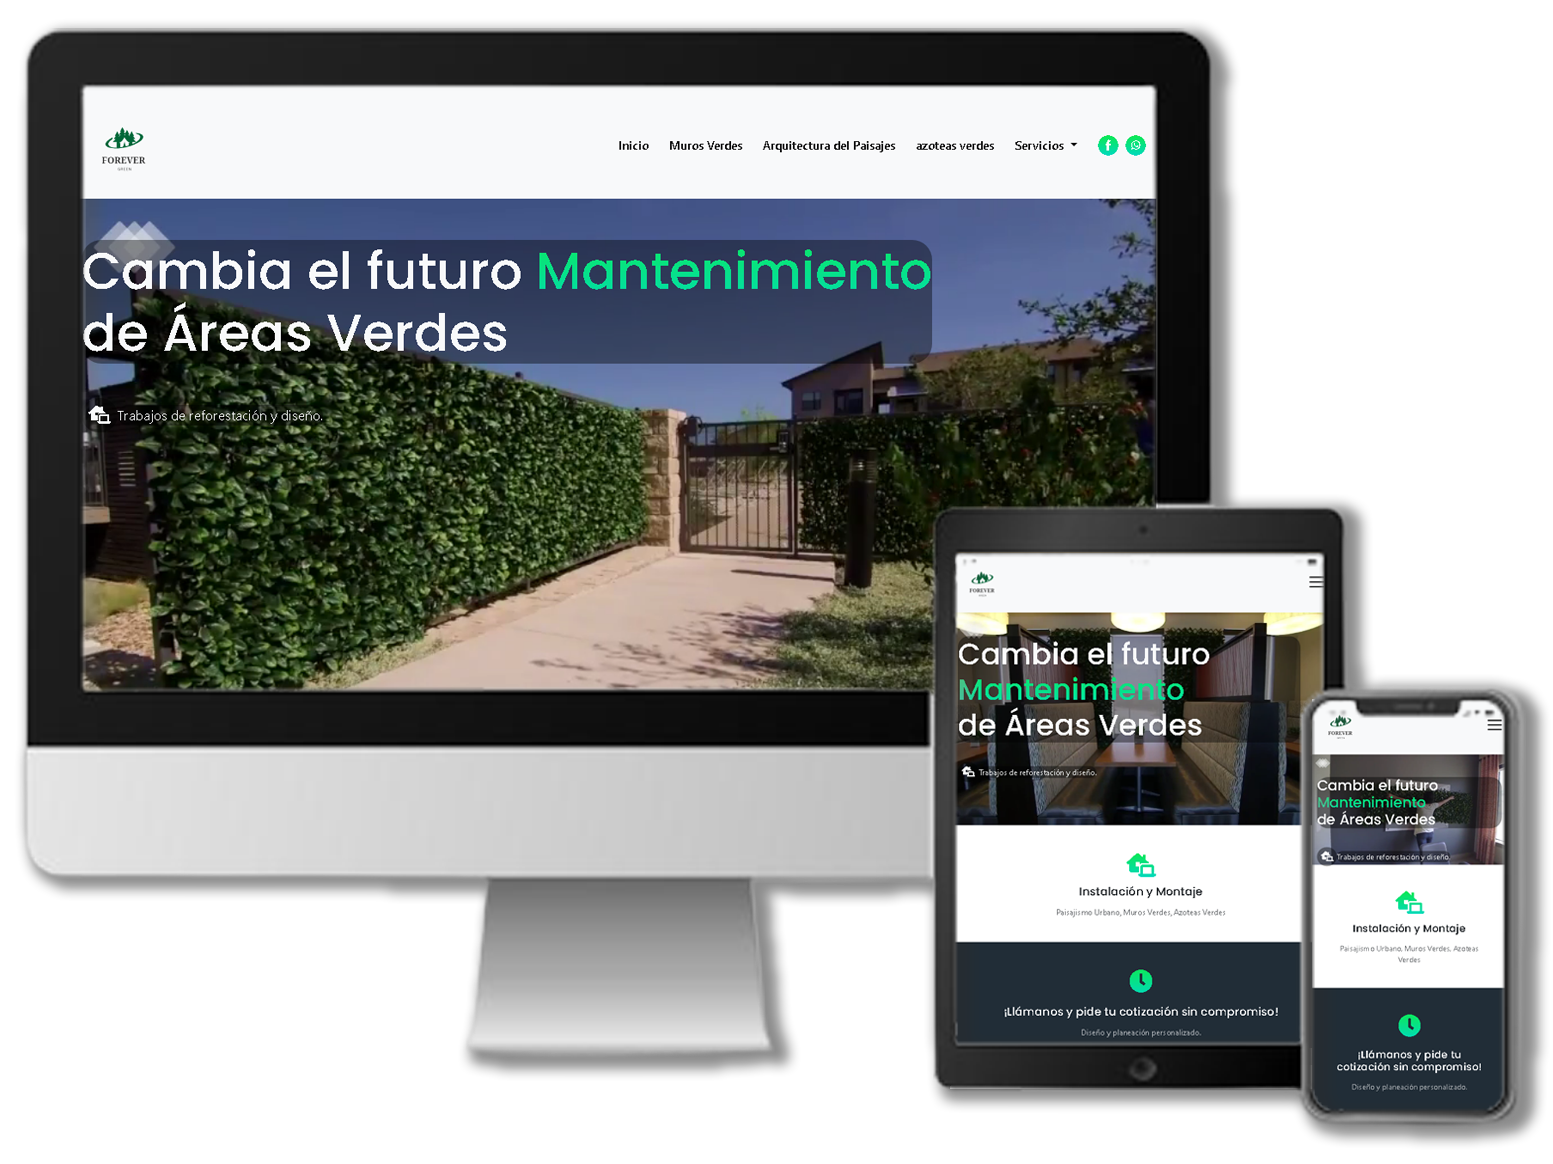 FOREVER
GREEN
Inicio Muros Verdes Arquitectura del Paisajes azoteas verdes Servicios
Cambia el futuro Mantenimiento
de Áreas Verdes
Trabajos de reforestación y diseño.
FOREVER
Cambia el futuro
Mantenimiento
de Áreas Verdes
Trabajos de reforestación y diseño.
Instalación y Montaje
Paisajismo Urbano, Muros Verdes, Azoteas Verdes
¡Llámanos y pide tu cotización sin compromiso!
Diseño y planeación personalizado.
FOREVER
Cambia el futuro
Mantenimiento
de Áreas Verdes
Trabajos de reforestación y diseño.
Instalación y Montaje
Paisajismo Urbano, Muros Verdes, Azoteas
Verdes
¡Llámanos y pide tu
cotización sin compromiso!
Diseño y planeación personalizado.